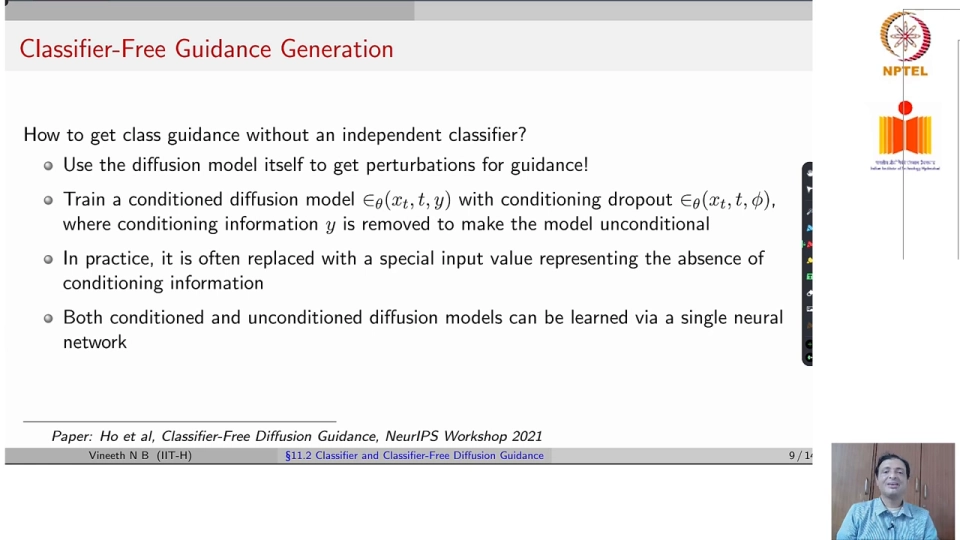 Classifier-Free Guidance Generation
How to get class guidance without an independent classifier?
Use the diffusion model itself to get perturbations for guidance!
Train a conditioned diffusion model ∈θ(xt, t, y) with conditioning dropout ∈θ(xt, t, ϕ),
where conditioning information y is removed to make the model unconditional
In practice, it is often replaced with a special input value representing the absence of
conditioning information
Both conditioned and unconditioned diffusion models can be learned via a single neural
network
Paper: Ho et al, Classifier-Free Diffusion Guidance, NeurIPS Workshop 2021
Vineeth N B (IIT-H) §11.2 Classifier and Classifier-Free Diffusion Guidance 9 / 14
NPTEL
Indian Institute of Technology Hyderabad